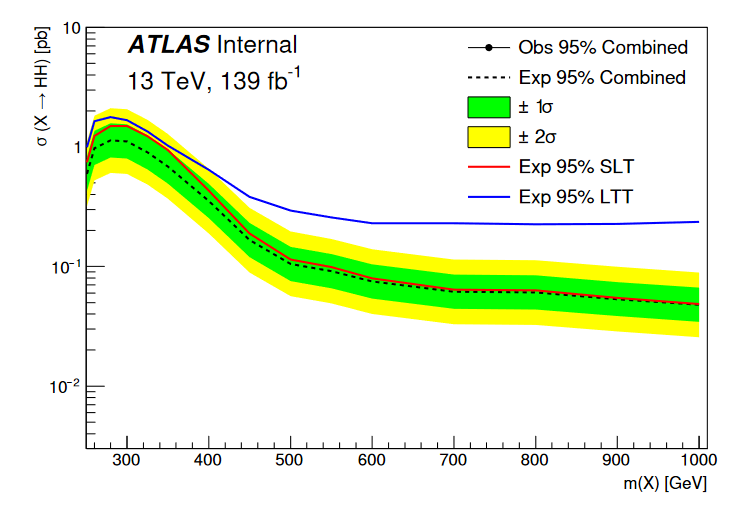 ATLAS Internal
13 TeV, 139 fb⁻¹
Obs 95% Combined
Exp 95% Combined
± 1σ
± 2σ
Exp 95% SLT
Exp 95% LTT
σ (X → HH) [pb]
10
1
10⁻¹
10⁻²
300 400 500 600 700 800 900 1000
m(X) [GeV]